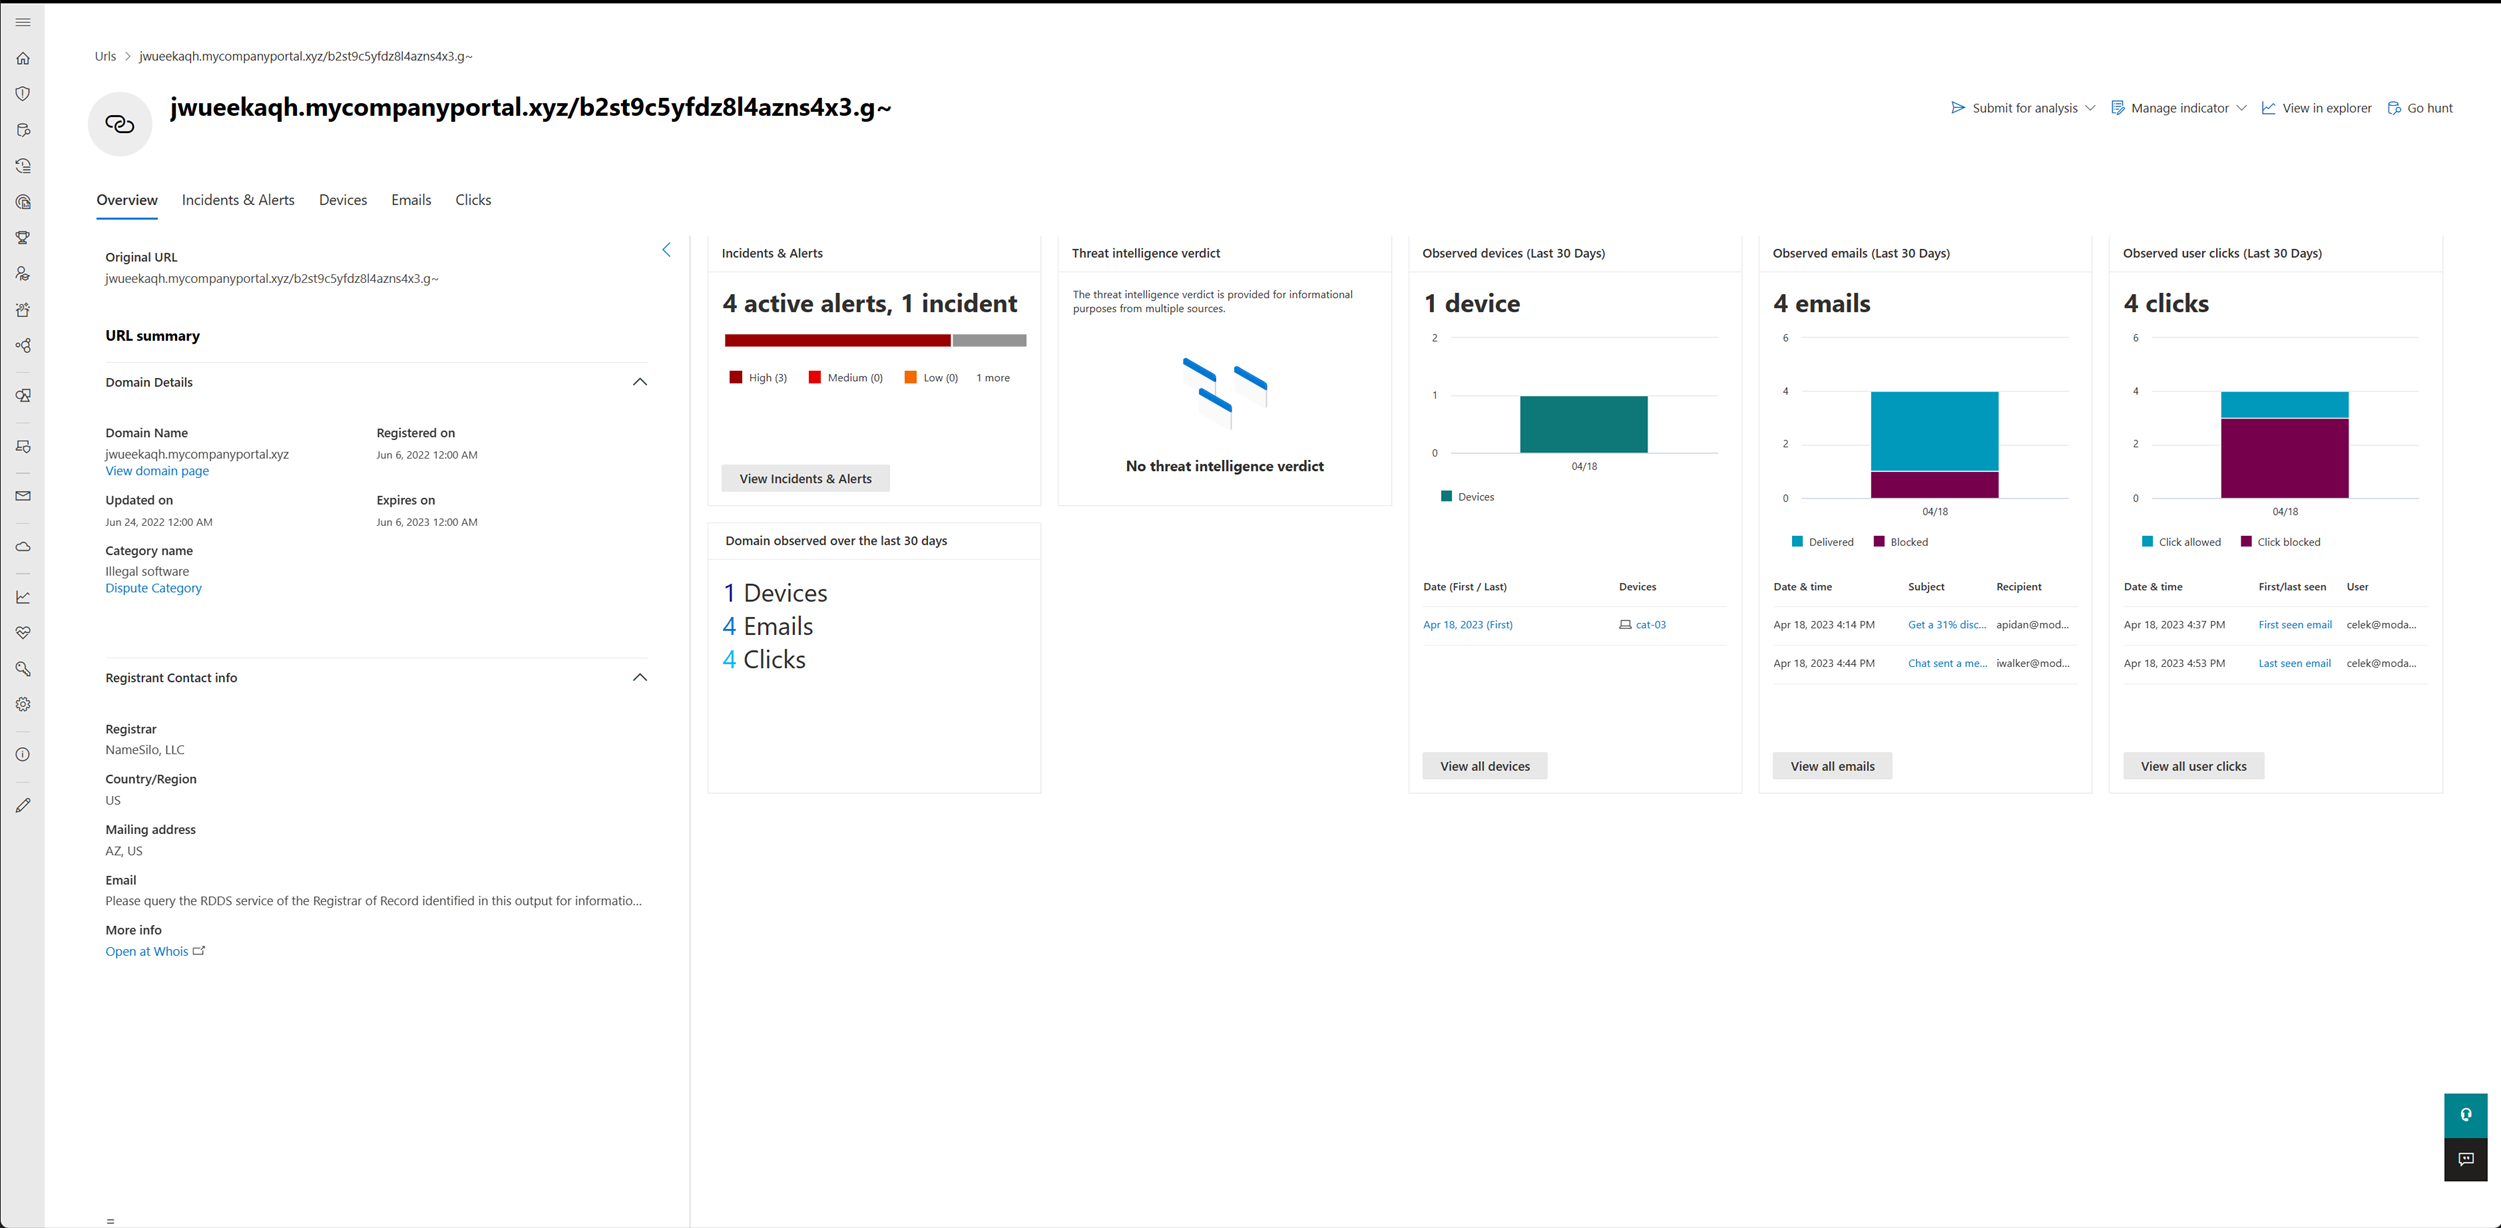 Urls > jwueekaqh.mycompanyportal.xyz/b2st9c5yfdz8l4azns4x3.g~
jwueekaqh.mycompanyportal.xyz/b2st9c5yfdz8l4azns4x3.g~
Submit for analysis Manage indicator View in explorer Go hunt
Overview Incidents & Alerts Devices Emails Clicks
Original URL
jwueekaqh.mycompanyportal.xyz/b2st9c5yfdz8l4azns4x3.g~
URL summary
Domain Details
Domain Name
jwueekaqh.mycompanyportal.xyz
View domain page
Registered on
Jun 6, 2022 12:00 AM
Updated on
Jun 24, 2022 12:00 AM
Expires on
Jun 6, 2023 12:00 AM
Category name
Illegal software
Dispute Category
Registrant Contact info
Registrar
NameSilo, LLC
Country/Region
US
Mailing address
AZ, US
Email
Please query the RDDS service of the Registrar of Record identified in this output for informatio...
More info
Open at Whois
Incidents & Alerts
4 active alerts, 1 incident
High (3) Medium (0) Low (0) 1 more
View Incidents & Alerts
Domain observed over the last 30 days
1 Devices
4 Emails
4 Clicks
Threat intelligence verdict
The threat intelligence verdict is provided for informational
purposes from multiple sources.
No threat intelligence verdict
Observed devices (Last 30 Days)
1 device
2
1
0
04/18
Devices
Date (First / Last) Devices
Apr 18, 2023 (First) cat-03
View all devices
Observed emails (Last 30 Days)
4 emails
6
4
2
0
04/18
Delivered Blocked
Date & time Subject Recipient
Apr 18, 2023 4:14 PM Get a 31% disc... apidan@mod...
Apr 18, 2023 4:44 PM Chat sent a me... iwalker@mod...
View all emails
Observed user clicks (Last 30 Days)
4 clicks
6
4
2
0
04/18
Click allowed Click blocked
Date & time First/last seen User
Apr 18, 2023 4:37 PM First seen email celek@moda...
Apr 18, 2023 4:53 PM Last seen email celek@moda...
View all user clicks